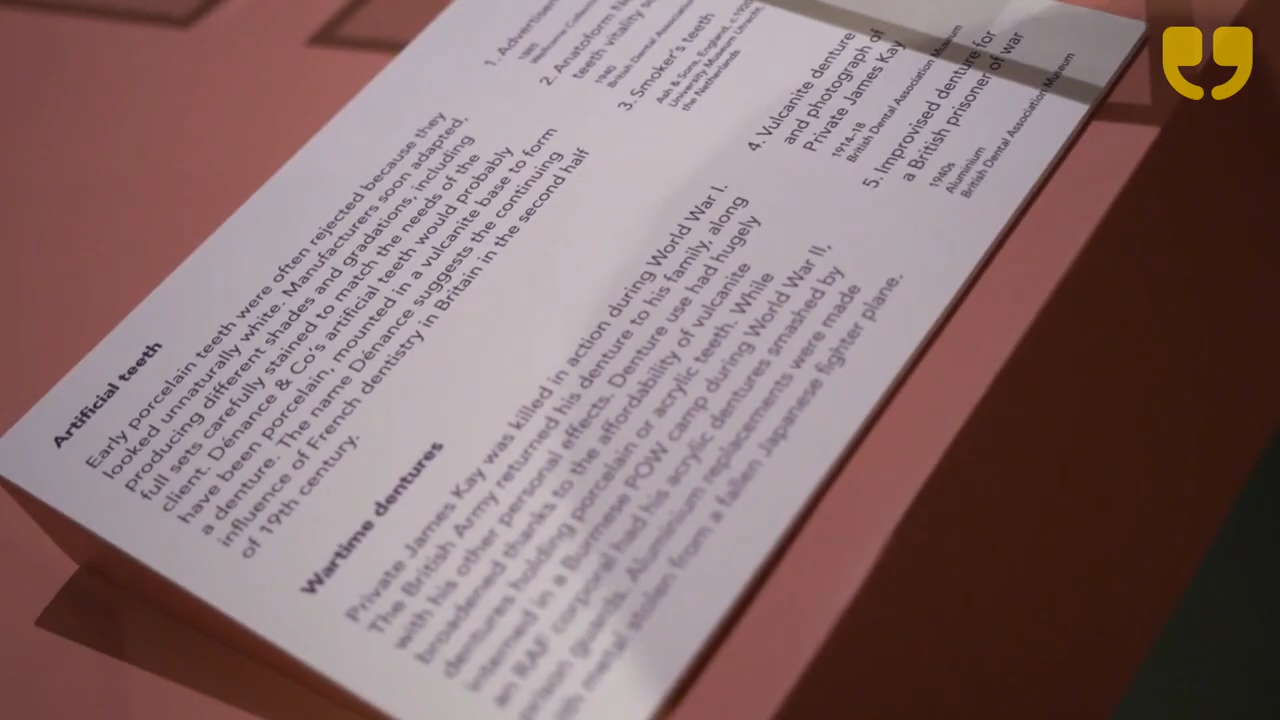 Artificial teeth
Early porcelain teeth were often rejected because they
looked unnaturally white. Manufacturers soon adapted,
producing different shades and gradations, including
full sets carefully stained to match the needs of the
client. Dénance & Co's artificial teeth would probably
have been porcelain, mounted in a vulcanite base to form
a denture. The name Dénance suggests the continuing
influence of French dentistry in Britain in the second half
of 19th century.
Wartime dentures
Private James Kay was killed in action during World War I.
The British Army returned his denture to his family, along
with his other personal effects. Denture use had hugely
broadened thanks to the affordability of vulcanite
dentures holding porcelain or acrylic teeth. While
interned in a Burmese POW camp during World War II,
an RAF corporal had his acrylic dentures smashed by
prison guards. Aluminium replacements were made
with metal stolen from a fallen Japanese fighter plane.
1.
2. Anatoform
teeth vitality
1940
British Dental Association
3. Smoker's teeth
Ash & Sons, England,
University Museum Utrecht,
the Netherlands
4. Vulcanite denture
and photograph of
Private James Kay
1914–18
British Dental Association Museum
5. Improvised denture for
a British prisoner of war
1940s
Aluminium
British Dental Association Museum